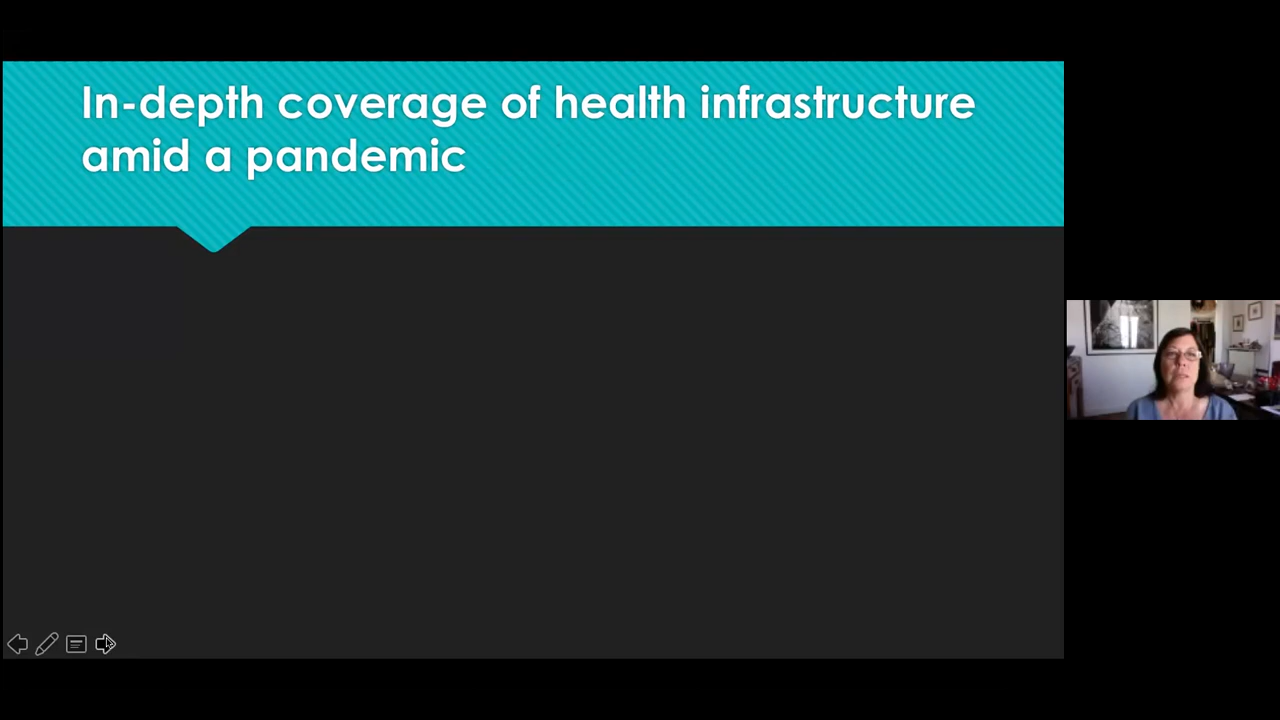 In-depth coverage of health infrastructure
amid a pandemic